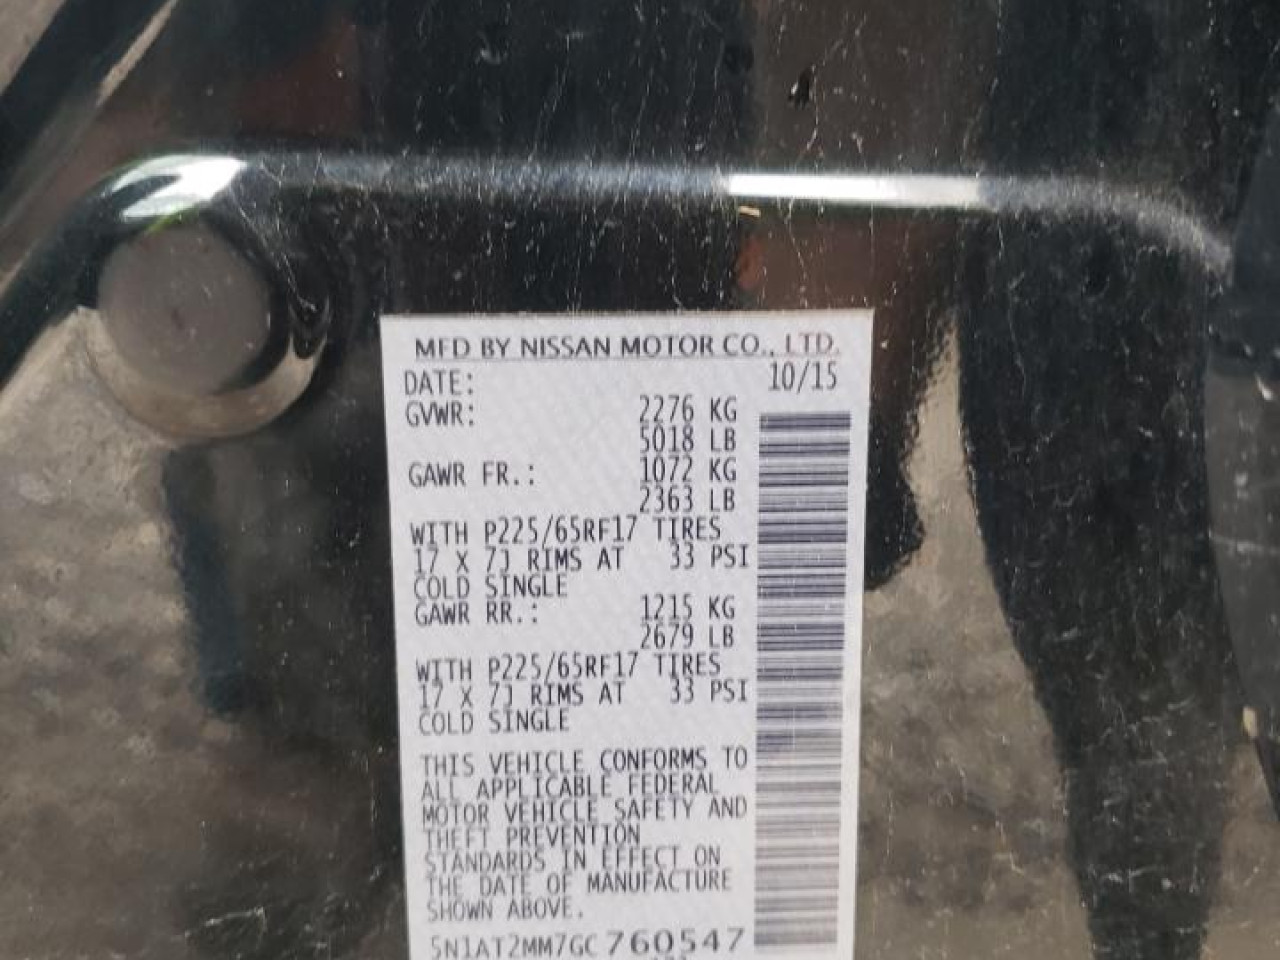 MFD BY NISSAN MOTOR CO., LTD.
DATE: 10/15
GVWR: 2276 KG
5018 LB
GAWR FR.: 1072 KG
2363 LB
WITH P225/65RF17 TIRES
17 X 7J RIMS AT 33 PSI
COLD SINGLE
GAWR RR.: 1215 KG
2679 LB
WITH P225/65RF17 TIRES
17 X 7J RIMS AT 33 PSI
COLD SINGLE
THIS VEHICLE CONFORMS TO
ALL APPLICABLE FEDERAL
MOTOR VEHICLE SAFETY AND
THEFT PREVENTION
STANDARDS IN EFFECT ON
THE DATE OF MANUFACTURE
SHOWN ABOVE.
5N1AT2MM7GC760547